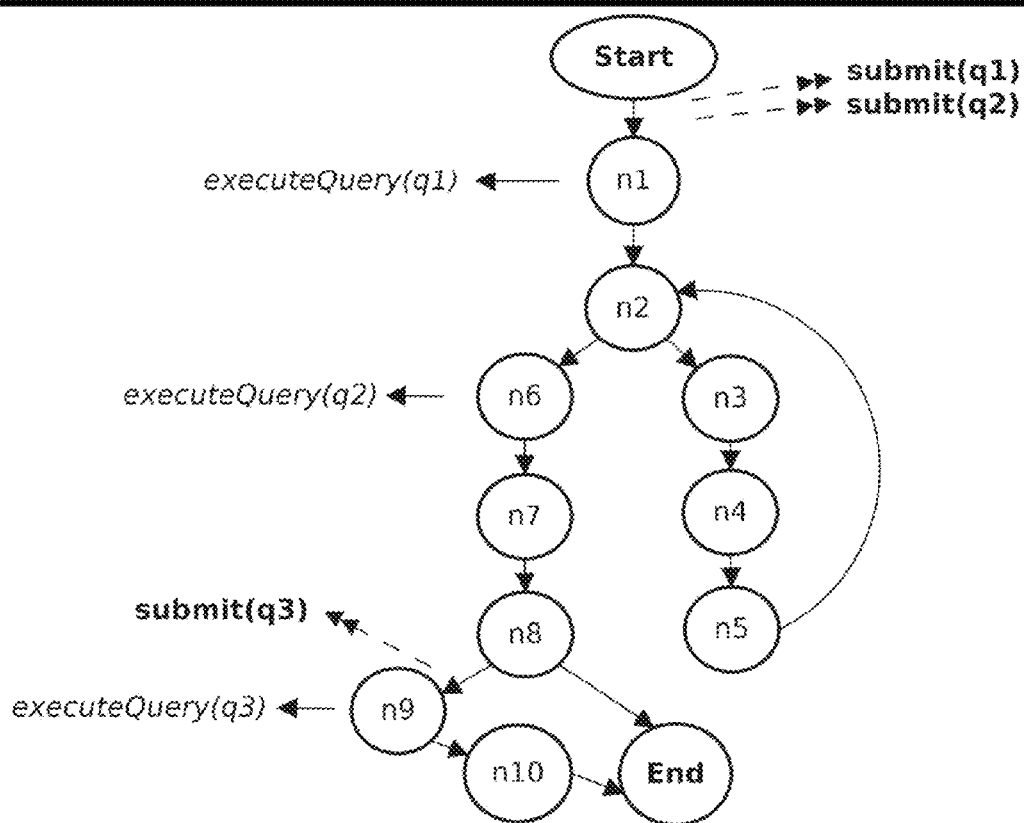 Start
submit(q1)
submit(q2)
executeQuery(q1)
n1
n2
executeQuery(q2)
n6
n3
n7
n4
submit(q3)
n8
n5
executeQuery(q3)
n9
n10
End